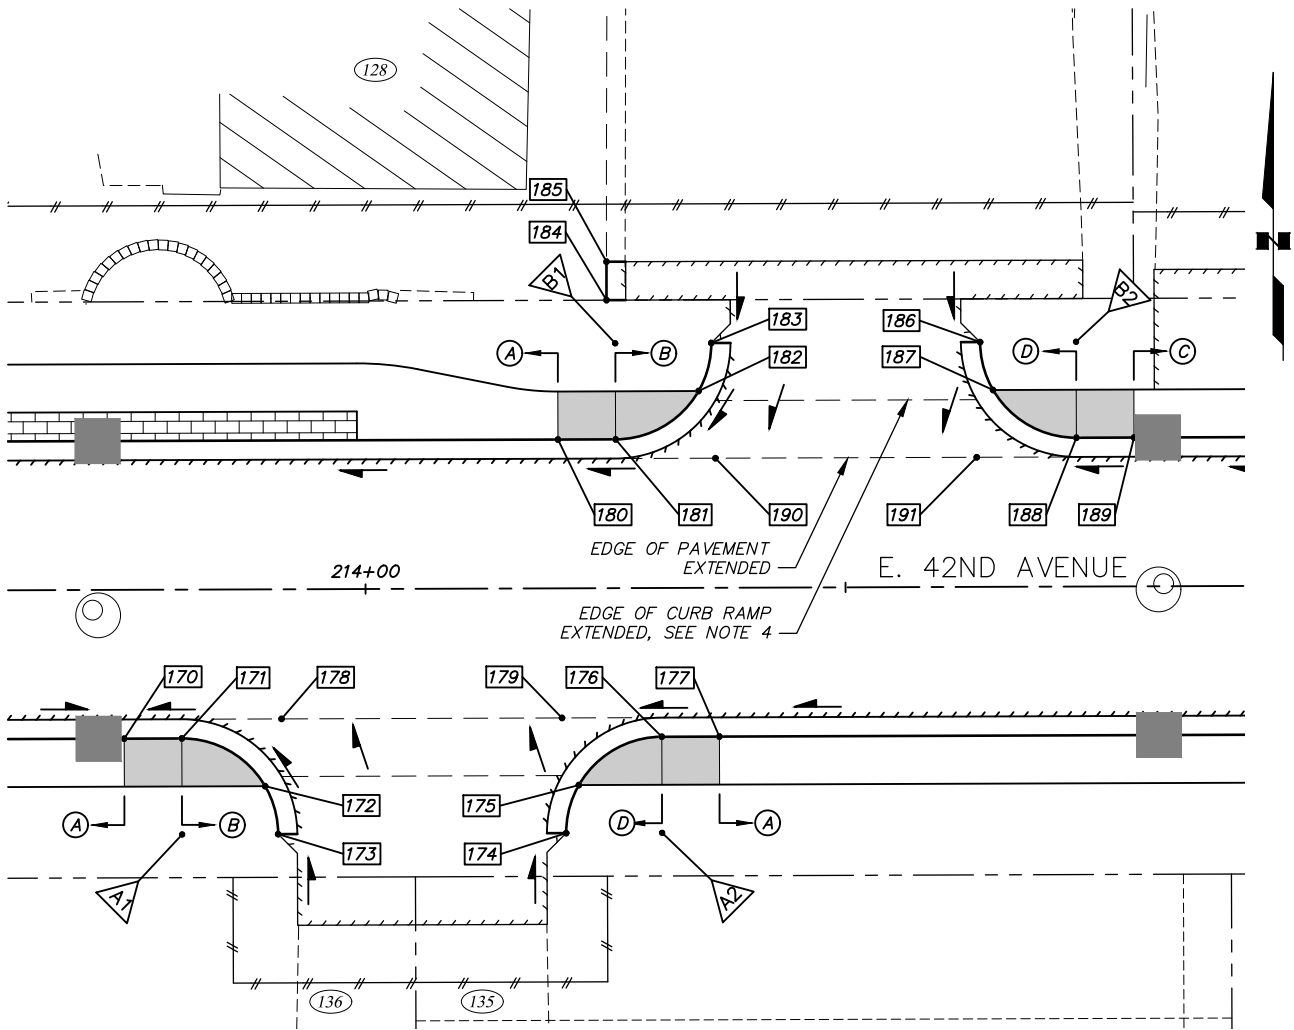 128
185
184
B1
B2
183
186
A
B
D
C
182
187
180
181
190
191
188
189
EDGE OF PAVEMENT
EXTENDED
E. 42ND AVENUE
214+00
EDGE OF CURB RAMP
EXTENDED, SEE NOTE 4
170
171
178
179
176
177
172
175
A
B
D
A
173
174
A1
A2
136
135